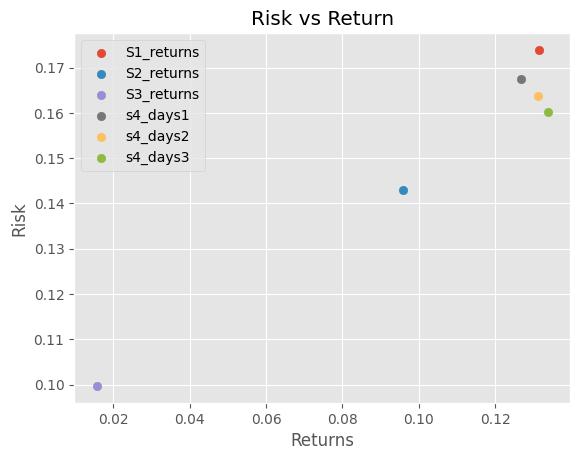 Risk vs Return
S1_returns
S2_returns
S3_returns
s4_days1
s4_days2
s4_days3
0.17
0.16
0.15
0.14
0.13
0.12
0.11
0.10
Risk
0.02
0.04
0.06
0.08
0.10
0.12
Returns